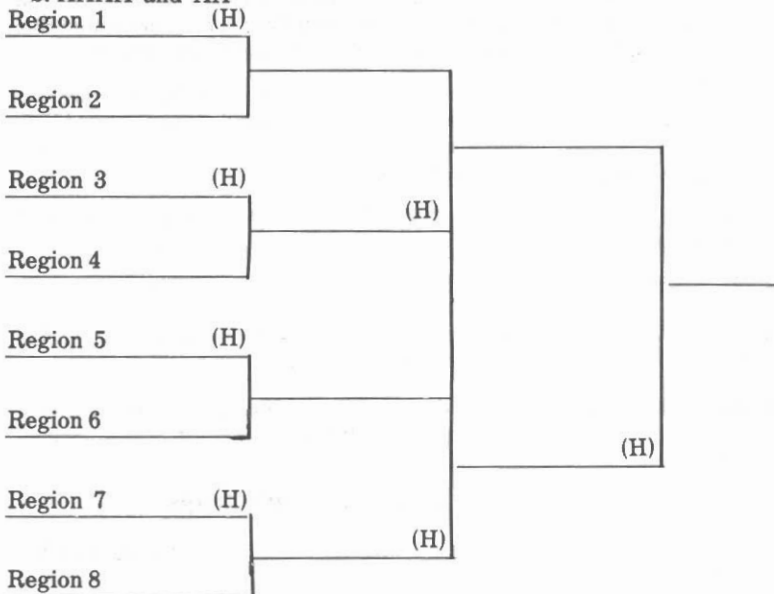 Region 1 (H)
Region 2
Region 3 (H)
(H)
Region 4
Region 5 (H)
Region 6
(H)
Region 7 (H)
(H)
Region 8